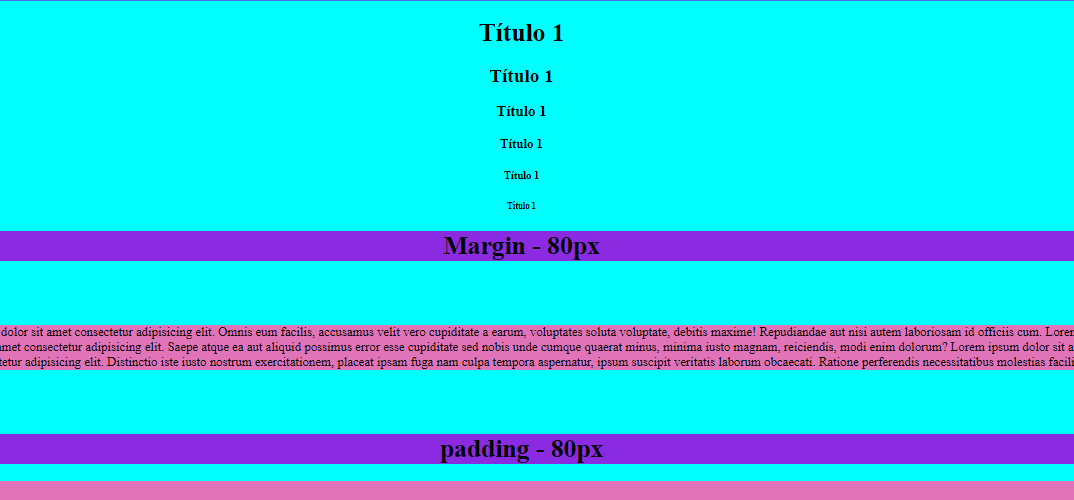 Título 1
Título 1
Título 1
Título 1
Título 1
Título 1
Margin - 80px
dolor sit amet consectetur adipisicing elit. Omnis eum facilis, accusamus velit vero cupiditate a earum, voluptates soluta voluptate, debitis maxime! Repudiandae aut nisi autem laboriosam id officiis cum. Lorem
amet consectetur adipisicing elit. Saepe atque ea aut aliquid possimus error esse cupiditate sed nobis unde cumque quaerat minus, minima iusto magnam, reiciendis, modi enim dolorum? Lorem ipsum dolor sit a
tetur adipisicing elit. Distinctio iste iusto nostrum exercitationem, placeat ipsam fuga nam culpa tempora aspernatur, ipsum suscipit veritatis laborum obcaecati. Ratione perferendis necessitatibus molestias facili
padding - 80px